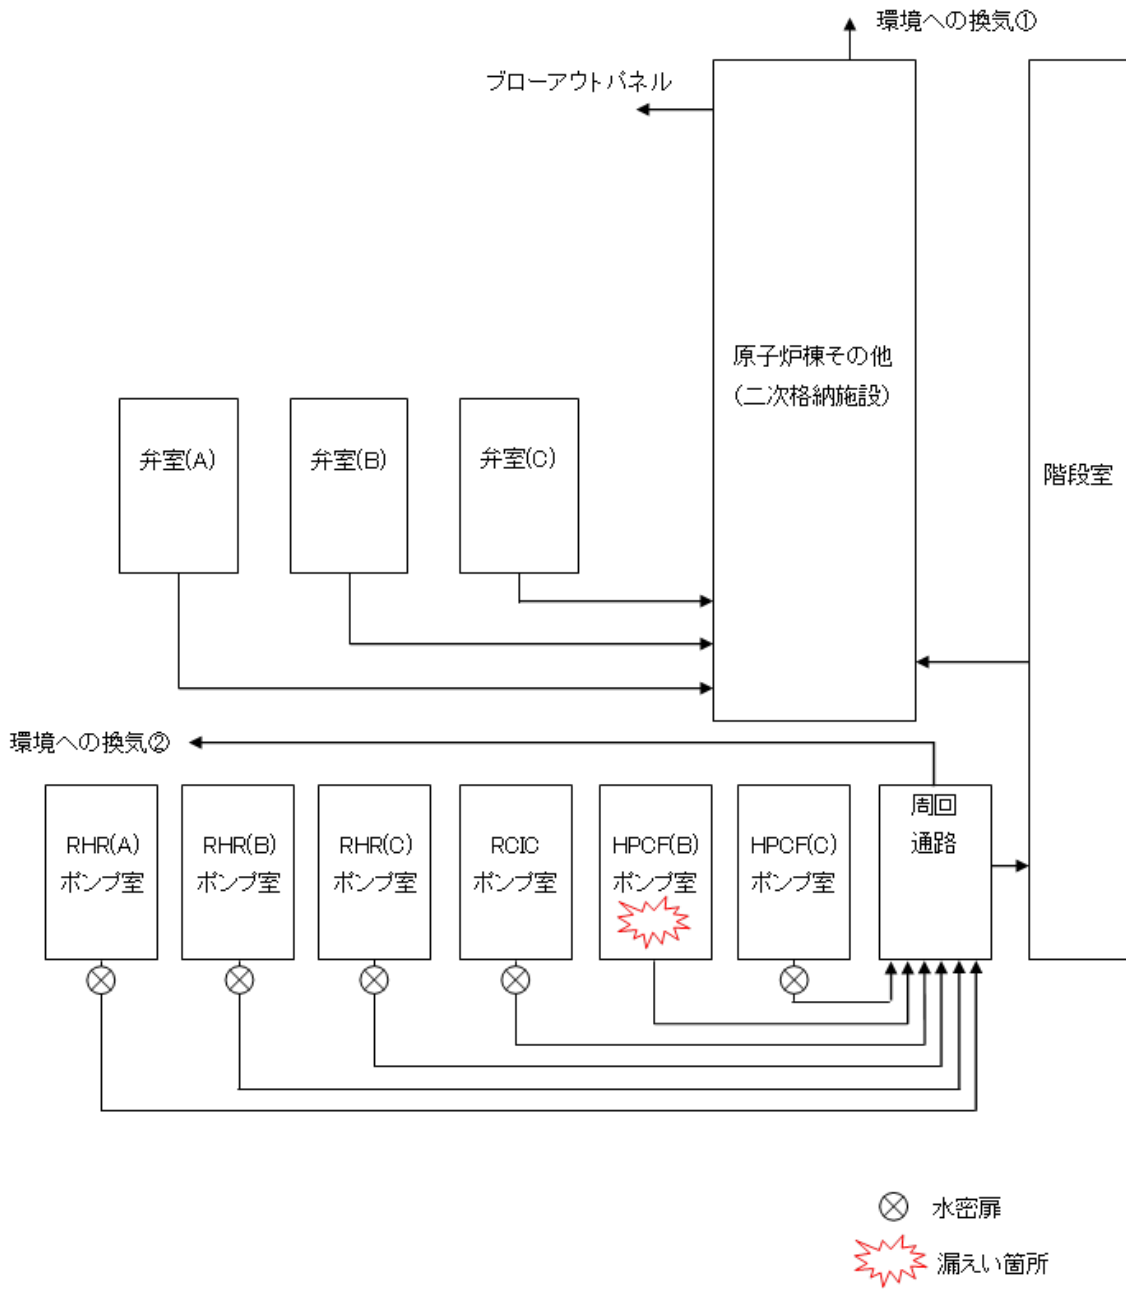 環境への換気①
ブローアウトパネル
原子炉棟その他
(二次格納施設)
弁室(A)
弁室(B)
弁室(C)
階段室
環境への換気②
RHR(A)
ポンプ室
RHR(B)
ポンプ室
RHR(C)
ポンプ室
RCIC
ポンプ室
HPCF(B)
ポンプ室
HPCF(C)
ポンプ室
周回
通路
水密扉
漏えい箇所